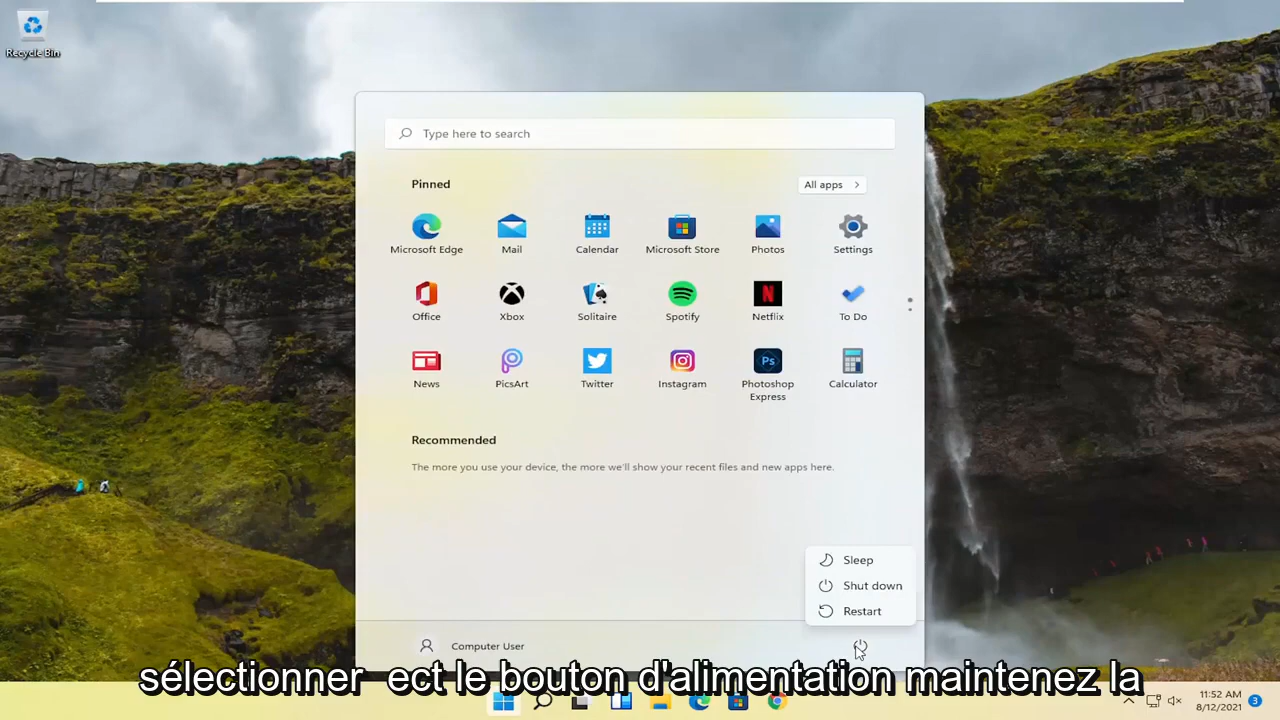 Recycle Bin
Type here to search
Pinned
All apps
Microsoft Edge
Mail
Calendar
Microsoft Store
Photos
Settings
Office
Xbox
Solitaire
Spotify
Netflix
To Do
News
PicsArt
Twitter
Instagram
Photoshop
Express
Calculator
Recommended
The more you use your device, the more we'll show your recent files and new apps here.
Sleep
Shut down
Restart
Computer User
sélectionner ect le bouton d'alimentation maintenez la
11:52 AM
8/12/2021
3